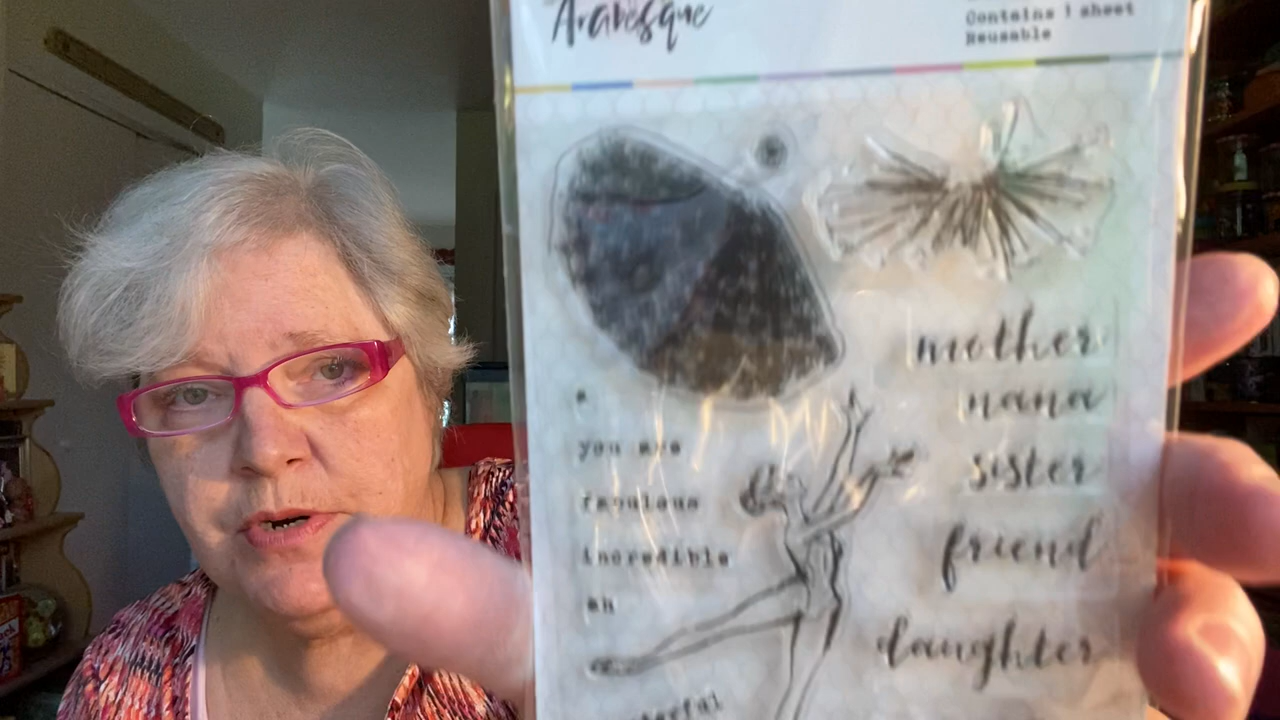 Arabesque
Contains 1 sheet
Reusable
mother
nana
sister
friend
daughter
a
you are
fabulous
incredible
an